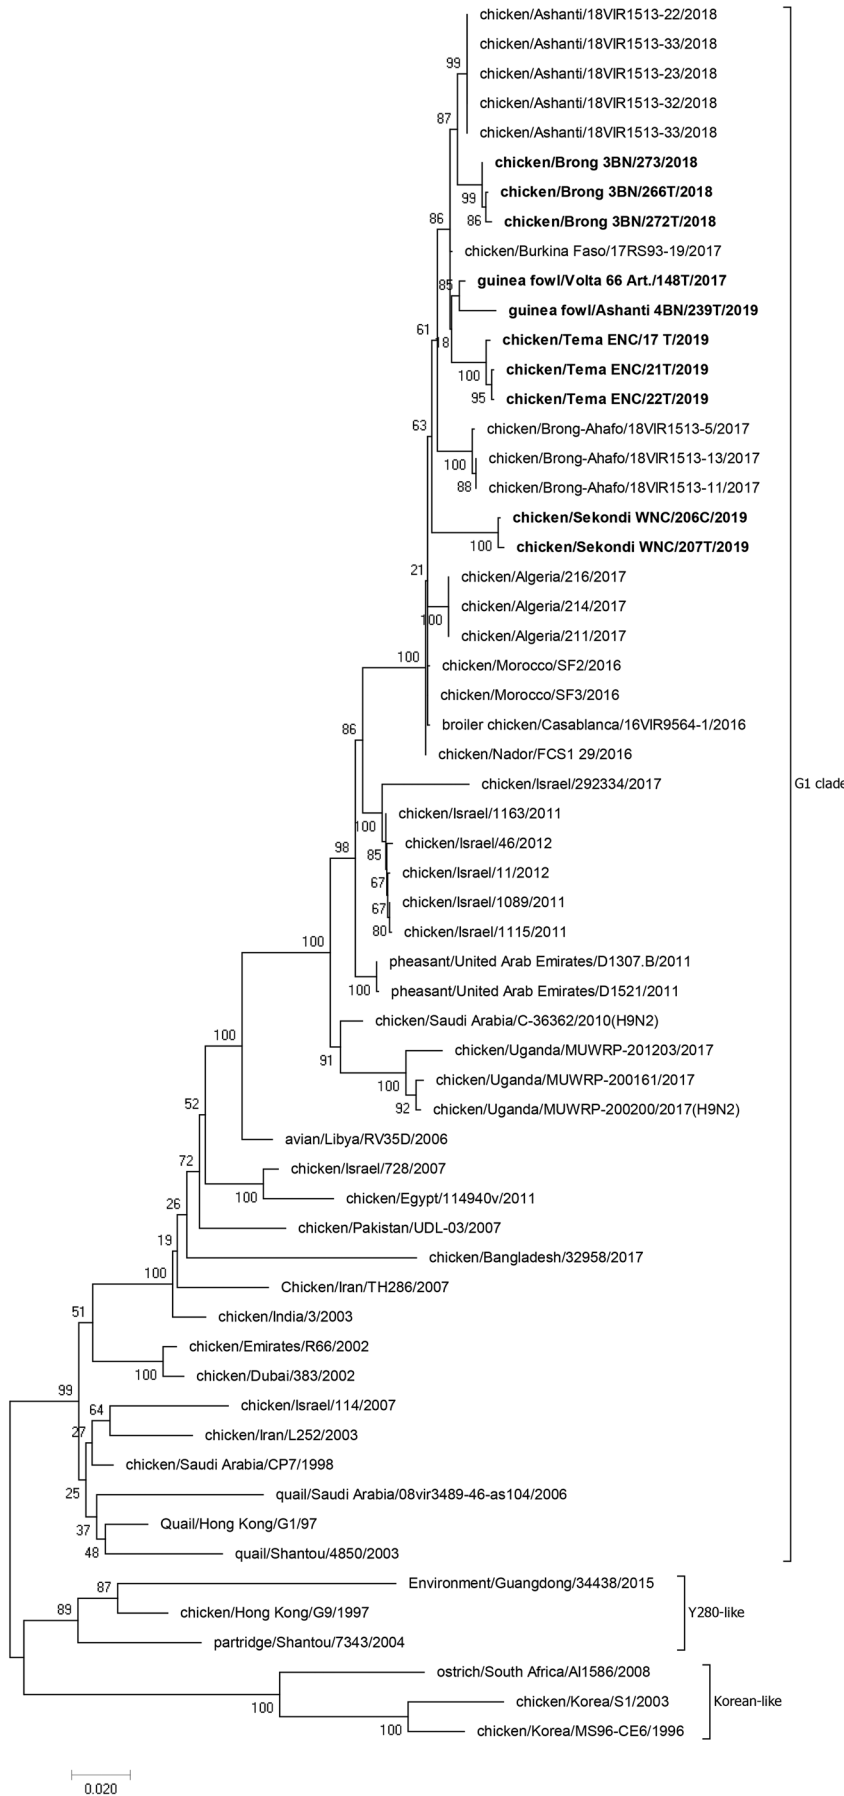 chicken/Ashanti/18VIR1513-22/2018
chicken/Ashanti/18VIR1513-33/2018
99
chicken/Ashanti/18VIR1513-23/2018
chicken/Ashanti/18VIR1513-32/2018
87
chicken/Ashanti/18VIR1513-33/2018
chicken/Brong 3BN/273/2018
99
chicken/Brong 3BN/266T/2018
86
86
chicken/Brong 3BN/272T/2018
chicken/Burkina Faso/17RS93-19/2017
85
guinea fowl/Volta 66 Art./148T/2017
guinea fowl/Ashanti 4BN/239T/2019
61
18
chicken/Tema ENC/17 T/2019
100
chicken/Tema ENC/21T/2019
95
chicken/Tema ENC/22T/2019
63
chicken/Brong-Ahafo/18VIR1513-5/2017
100
chicken/Brong-Ahafo/18VIR1513-13/2017
88
chicken/Brong-Ahafo/18VIR1513-11/2017
chicken/Sekondi WNC/206C/2019
100
chicken/Sekondi WNC/207T/2019
21
chicken/Algeria/216/2017
100
chicken/Algeria/214/2017
chicken/Algeria/211/2017
100
chicken/Morocco/SF2/2016
chicken/Morocco/SF3/2016
86
broiler chicken/Casablanca/16VIR9564-1/2016
chicken/Nador/FCS1 29/2016
chicken/Israel/292334/2017
G1 clade
100
chicken/Israel/1163/2011
98
85
chicken/Israel/46/2012
67
chicken/Israel/11/2012
67
chicken/Israel/1089/2011
80
chicken/Israel/1115/2011
100
pheasant/United Arab Emirates/D1307.B/2011
100
pheasant/United Arab Emirates/D1521/2011
chicken/Saudi Arabia/C-36362/2010(H9N2)
100
91
chicken/Uganda/MUWRP-201203/2017
100
chicken/Uganda/MUWRP-200161/2017
92
chicken/Uganda/MUWRP-200200/2017(H9N2)
52
avian/Libya/RV35D/2006
72
chicken/Israel/728/2007
100
chicken/Egypt/114940v/2011
26
chicken/Pakistan/UDL-03/2007
19
chicken/Bangladesh/32958/2017
100
Chicken/Iran/TH286/2007
51
chicken/India/3/2003
chicken/Emirates/R66/2002
100
chicken/Dubai/383/2002
99
64
chicken/Israel/114/2007
27
chicken/Iran/L252/2003
chicken/Saudi Arabia/CP7/1998
25
quail/Saudi Arabia/08vir3489-46-as104/2006
37
Quail/Hong Kong/G1/97
48
quail/Shantou/4850/2003
87
Environment/Guangdong/34438/2015
89
chicken/Hong Kong/G9/1997
Y280-like
partridge/Shantou/7343/2004
ostrich/South Africa/AI1586/2008
100
chicken/Korea/S1/2003
Korean-like
100
chicken/Korea/MS96-CE6/1996
0.020